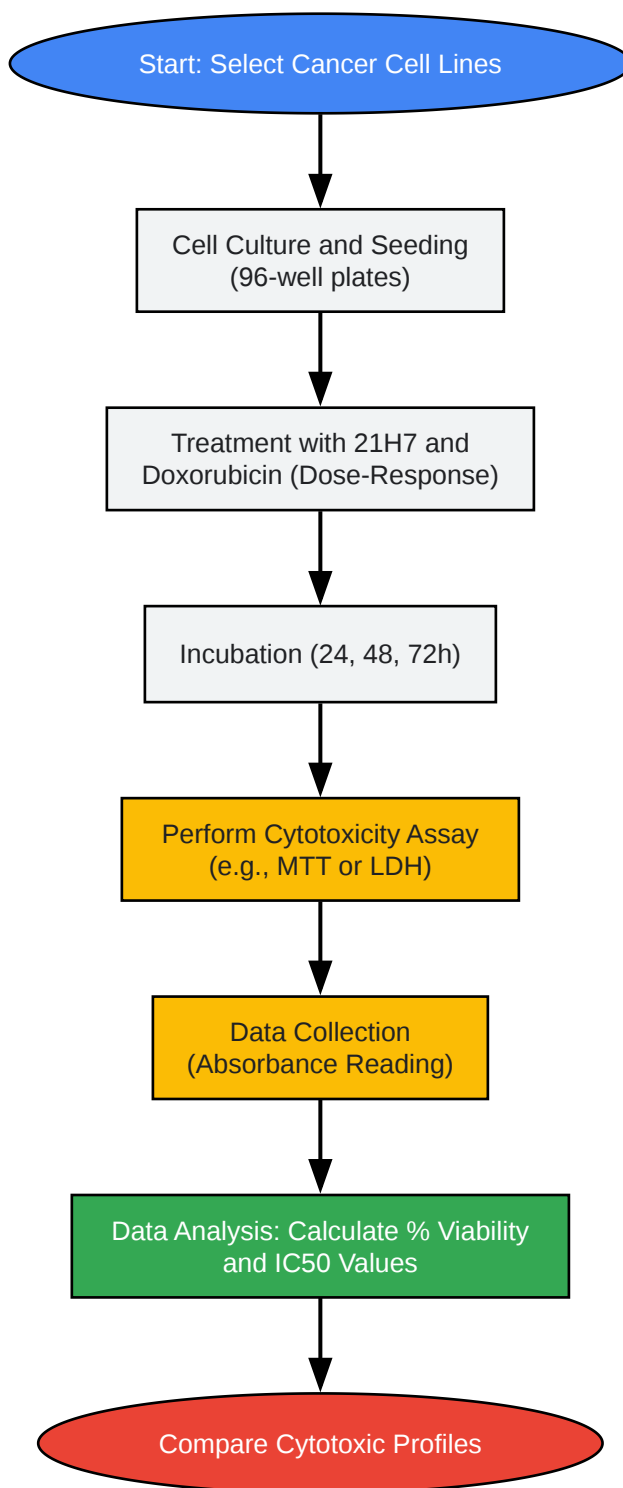 Start: Select Cancer Cell Lines
Cell Culture and Seeding
(96-well plates)
Treatment with 21H7 and
Doxorubicin (Dose-Response)
Incubation (24, 48, 72h)
Perform Cytotoxicity Assay
(e.g., MTT or LDH)
Data Collection
(Absorbance Reading)
Data Analysis: Calculate % Viability
and IC50 Values
Compare Cytotoxic Profiles